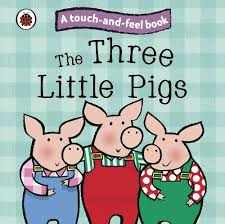 A touch-and-feel book
The Three
Little Pigs